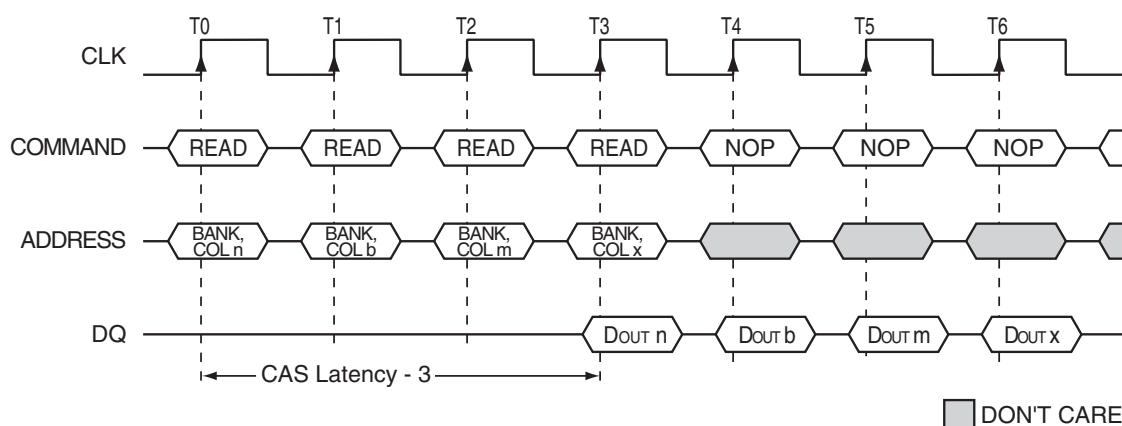 T0 T1 T2 T3 T4 T5 T6
CLK
COMMAND READ READ READ READ NOP NOP NOP
ADDRESS BANK, COL n BANK, COL b BANK, COL m BANK, COL x
DQ DOUT n DOUT b DOUT m DOUT x
CAS Latency - 3
DON'T CARE